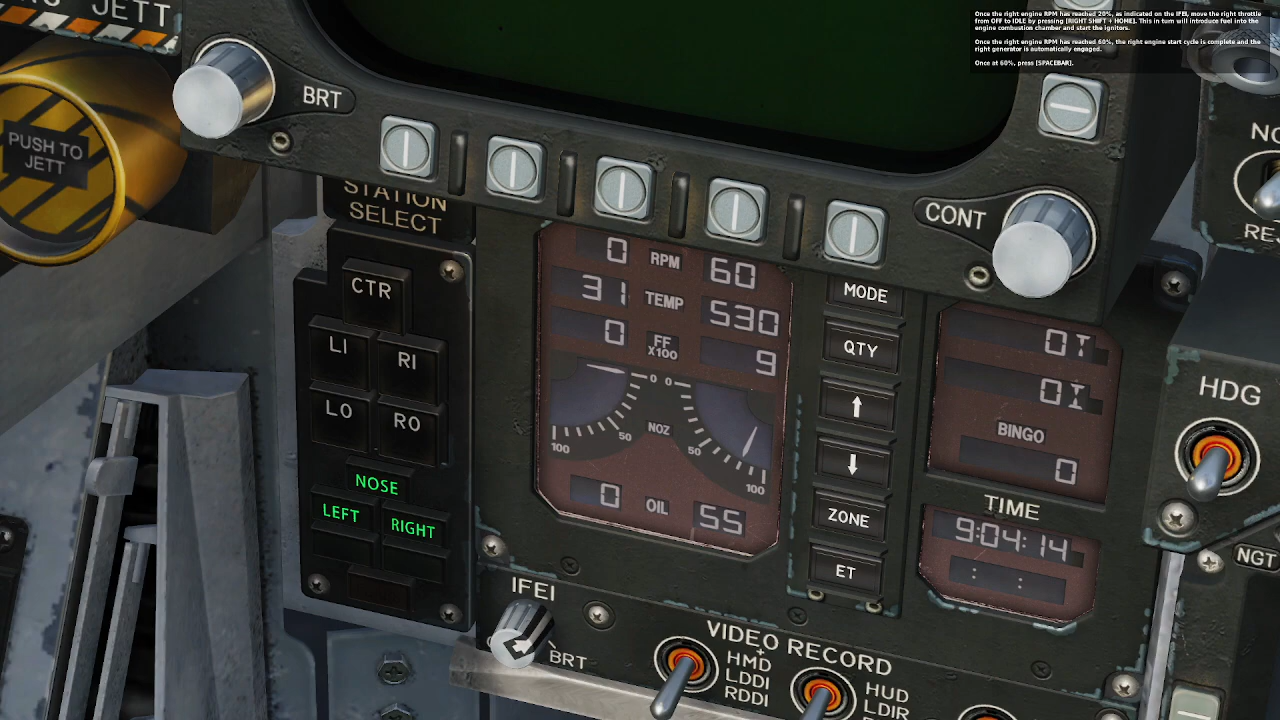 Once the right engine RPM has reached 20%, as indicated on the IFEI, move the right throttle
from OFF to IDLE by pressing [RIGHT SHIFT + HOME]. This in turn will introduce fuel into the
engine combustion chamber and start the ignitors.
Once the right engine RPM has reached 60%, the right engine start cycle is complete and the
right generator is automatically engaged.
Once at 60%, press [SPACEBAR].
JETT
BRT
PUSH TO
JETT
STATION
SELECT
CONT
CTR
LI
RI
LO
RO
NOSE
LEFT
RIGHT
0 RPM 60
31 TEMP 530
0 FF
X100 9
0 0
NOZ
50 50
100 100
0 OIL 55
MODE
QTY
ZONE
ET
0T
0I
BINGO
0
TIME
9:04:14
: :
HDG
NGT
IFEI
BRT
VIDEO RECORD
HMD
LDDI
RDDI
HUD
LDIR